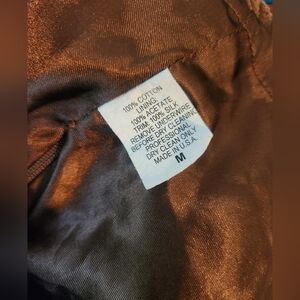 100% COTTON
LINING
100% ACETATE
TRIM 100% SILK
REMOVE UNDERWIRE
BEFORE DRY CLEANING
PROFESSIONAL
DRY CLEAN ONLY
MADE IN U.S.A.
M